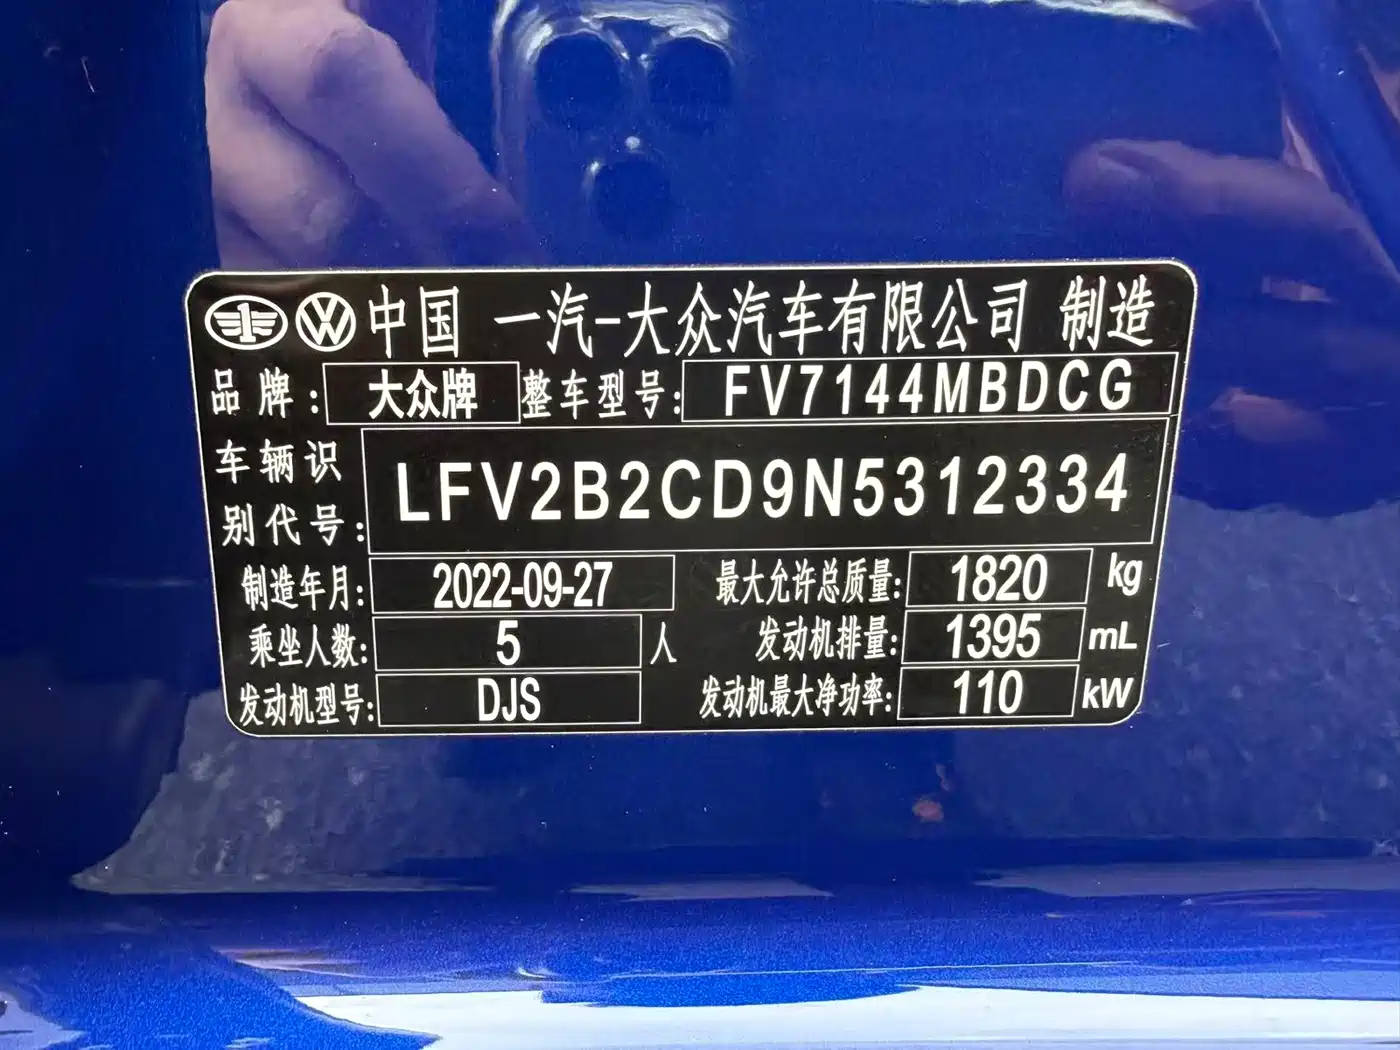 中国 一汽-大众汽车有限公司 制造
品牌: 大众牌 整车型号: FV7144MBDCG
车辆识别代号: LFV2B2CD9N5312334
制造年月: 2022-09-27 最大允许总质量: 1820 kg
乘坐人数: 5 人 发动机排量: 1395 mL
发动机型号: DJS 发动机最大净功率: 110 kW